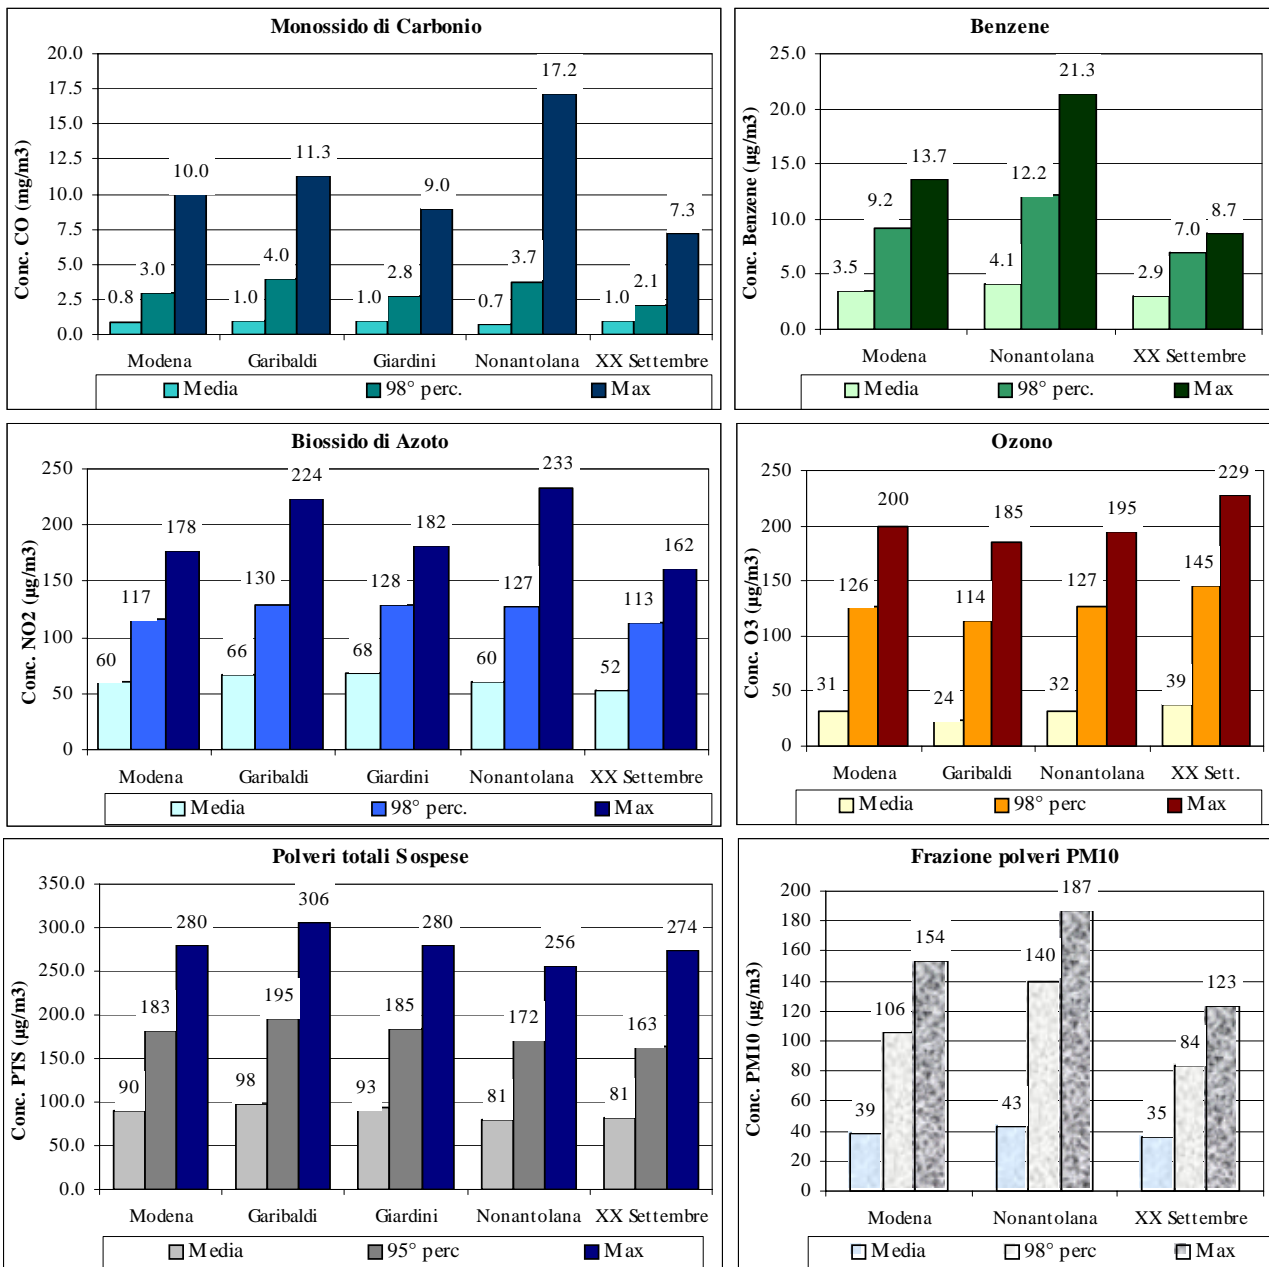 Monossido di Carbonio
Conc. CO (mg/m3)
20.0
17.5
15.0
12.5
10.0
7.5
5.0
2.5
0.0
0.8 3.0 10.0
1.0 4.0 11.3
1.0 2.8 9.0
0.7 3.7 17.2
1.0 2.1 7.3
Modena Garibaldi Giardini Nonantolana XX Settembre
Media 98° perc. Max
Benzene
Conc. Benzene (µg/m3)
25.0
20.0
15.0
10.0
5.0
0.0
3.5 9.2 13.7
4.1 12.2 21.3
2.9 7.0 8.7
Modena Nonantolana XX Settembre
Media 98° perc. Max
Biossido di Azoto
Conc. NO2 (µg/m3)
250
200
150
100
50
0
60 117 178
66 130 224
68 128 182
60 127 233
52 113 162
Modena Garibaldi Giardini Nonantolana XX Settembre
Media 98° perc. Max
Ozono
Conc. O3 (µg/m3)
250
200
150
100
50
0
31 126 200
24 114 185
32 127 195
39 145 229
Modena Garibaldi Nonantolana XX Sett.
Media 98° perc Max
Polveri totali Sospese
Conc. PTS (µg/m3)
350.0
300.0
250.0
200.0
150.0
100.0
50.0
0.0
90 183 280
98 195 306
93 185 280
81 172 256
81 163 274
Modena Garibaldi Giardini Nonantolana XX Settembre
Media 95° perc Max
Frazione polveri PM10
Conc. PM10 (µg/m3)
200
180
160
140
120
100
80
60
40
20
0
39 106 154
43 140 187
35 84 123
Modena Nonantolana XX Settembre
Media 98° perc Max